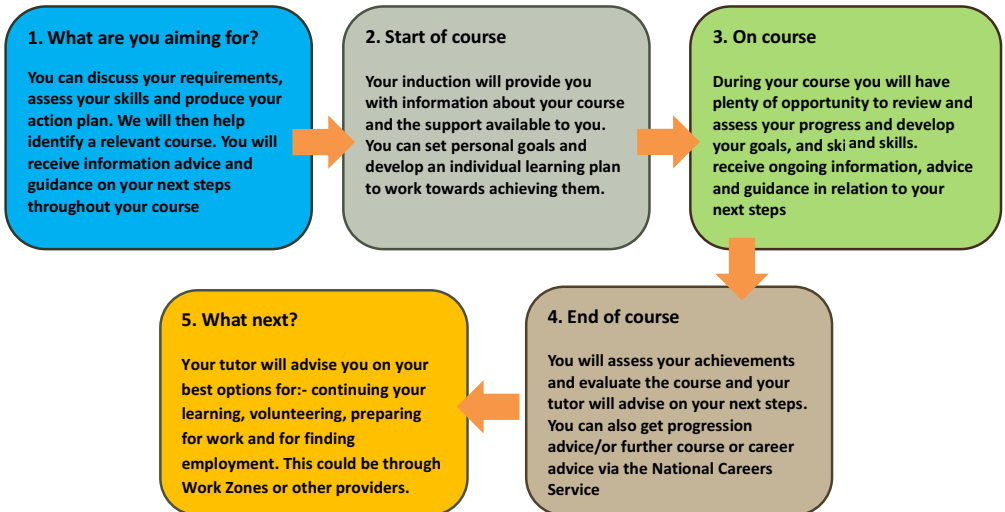 1. What are you aiming for?
You can discuss your requirements,
assess your skills and produce your
action plan. We will then help
identify a relevant course. You will
receive information advice and
guidance on your next steps
throughout your course
2. Start of course
Your induction will provide you
with information about your course
and the support available to you.
You can set personal goals and
develop an individual learning plan
to work towards achieving them.
3. On course
During your course you will have
plenty of opportunity to review and
assess your progress and develop
your goals, and ski and skills.
receive ongoing information, advice
and guidance in relation to your
next steps
4. End of course
You will assess your achievements
and evaluate the course and your
tutor will advise on your next steps.
You can also get progression
advice/or further course or career
advice via the National Careers
Service
5. What next?
Your tutor will advise you on your
best options for:- continuing your
learning, volunteering, preparing
for work and for finding
employment. This could be through
Work Zones or other providers.